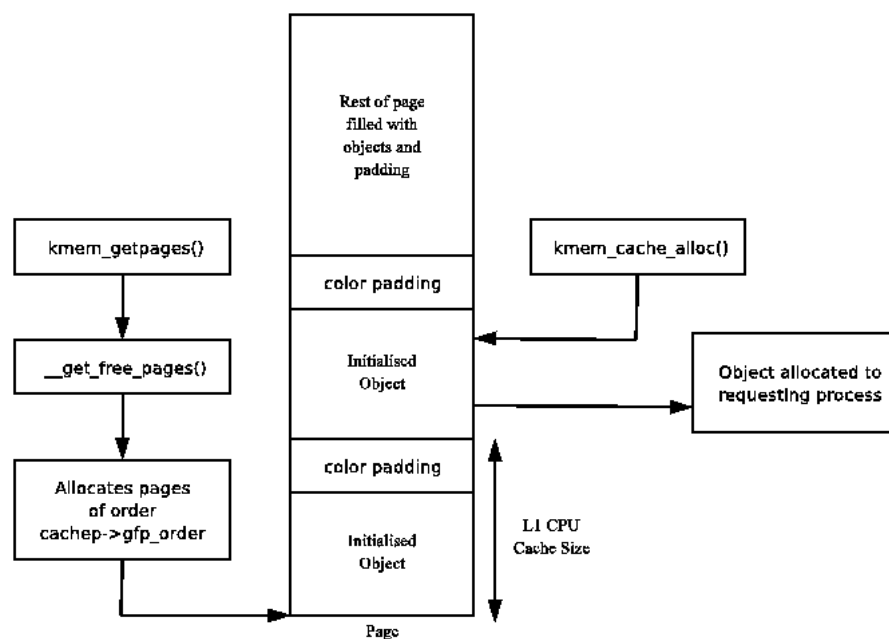 Rest of page
filled with
objects and
padding
kmem_getpages()
kmem_cache_alloc()
color padding
__get_free_pages()
Initialised
Object
Object allocated to
requesting process
color padding
Allocates pages
of order
cachep->gfp_order
L1 CPU
Cache Size
Initialised
Object
Page